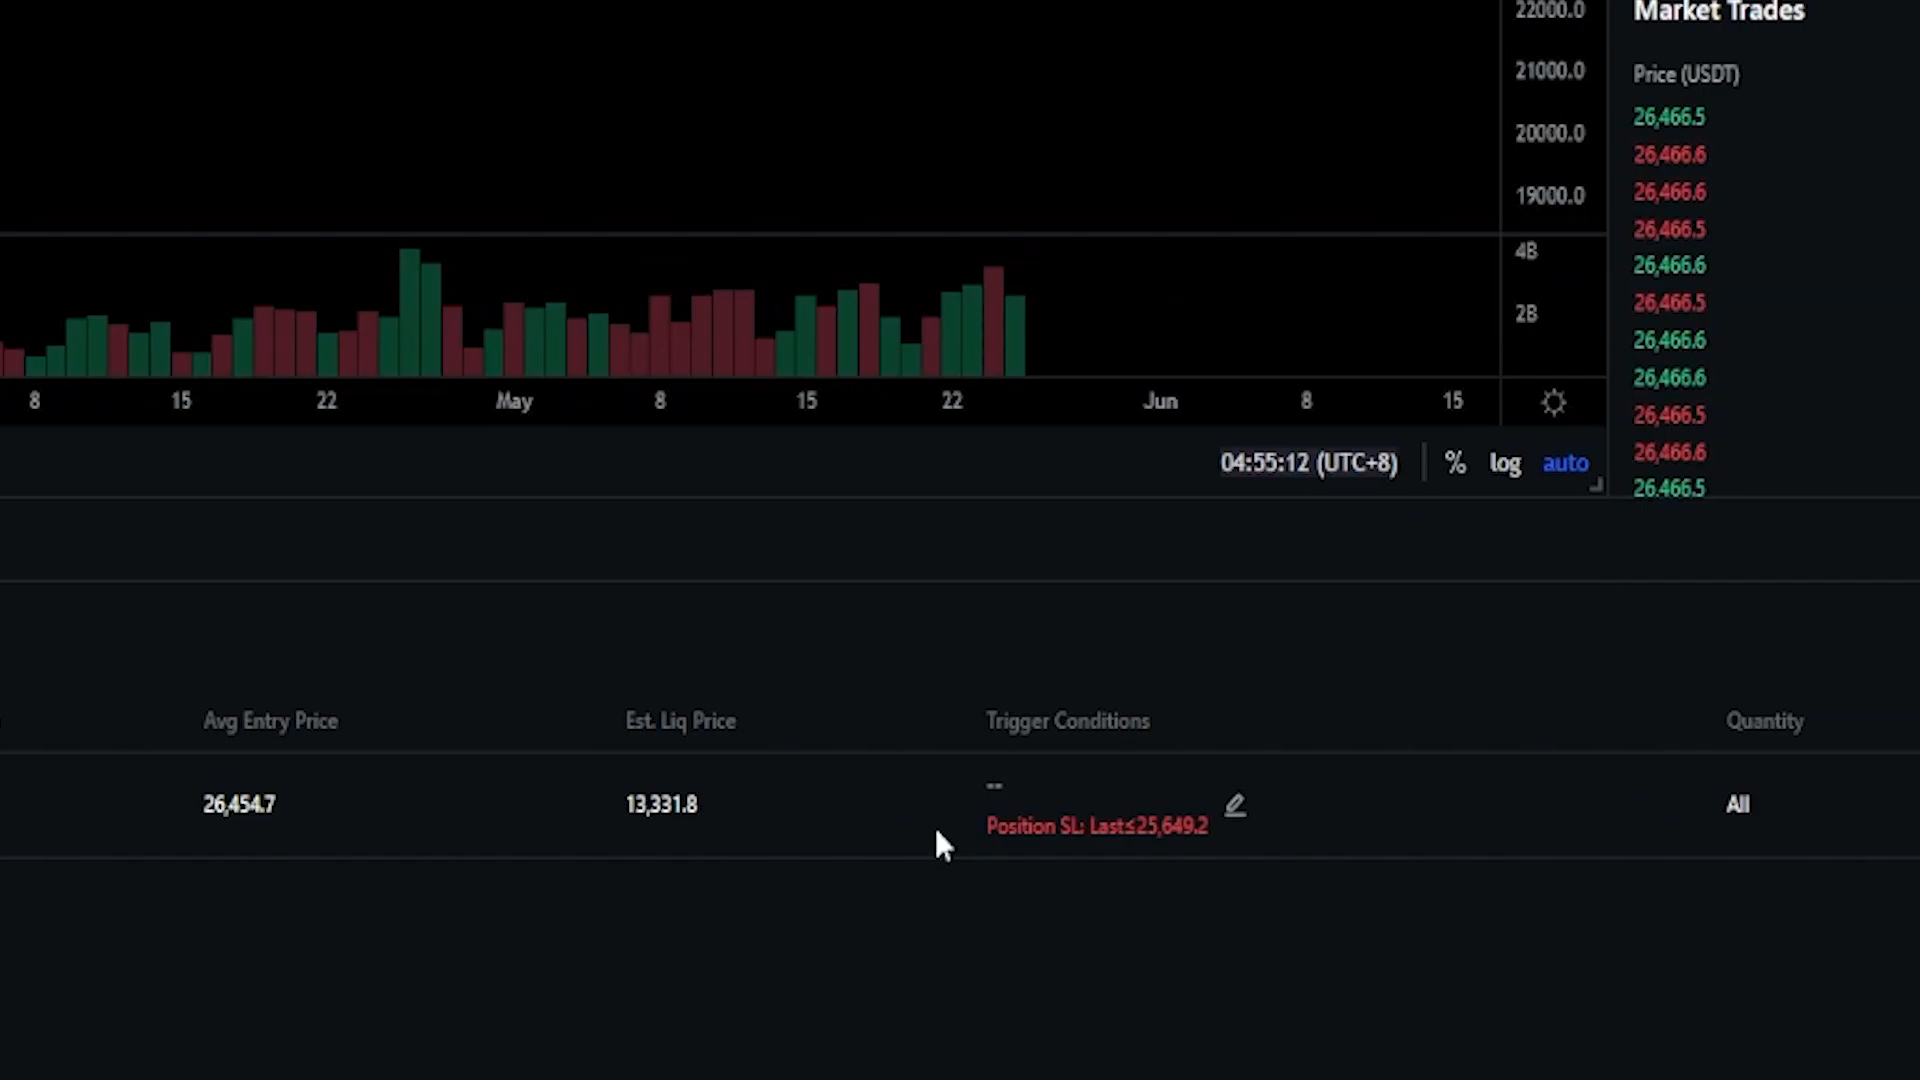 22000.0
21000.0
20000.0
19000.0
4B
2B
8 15 22 May 8 15 22 Jun 8 15
04:55:12 (UTC+8) % log auto
Market Trades
Price (USDT)
26,466.5
26,466.6
26,466.6
26,466.5
26,466.6
26,466.5
26,466.6
26,466.6
26,466.5
26,466.6
26,466.5
Avg Entry Price Est. Liq Price Trigger Conditions Quantity
26,454.7 13,331.8 -- All
Position SL: Last≤25,649.2